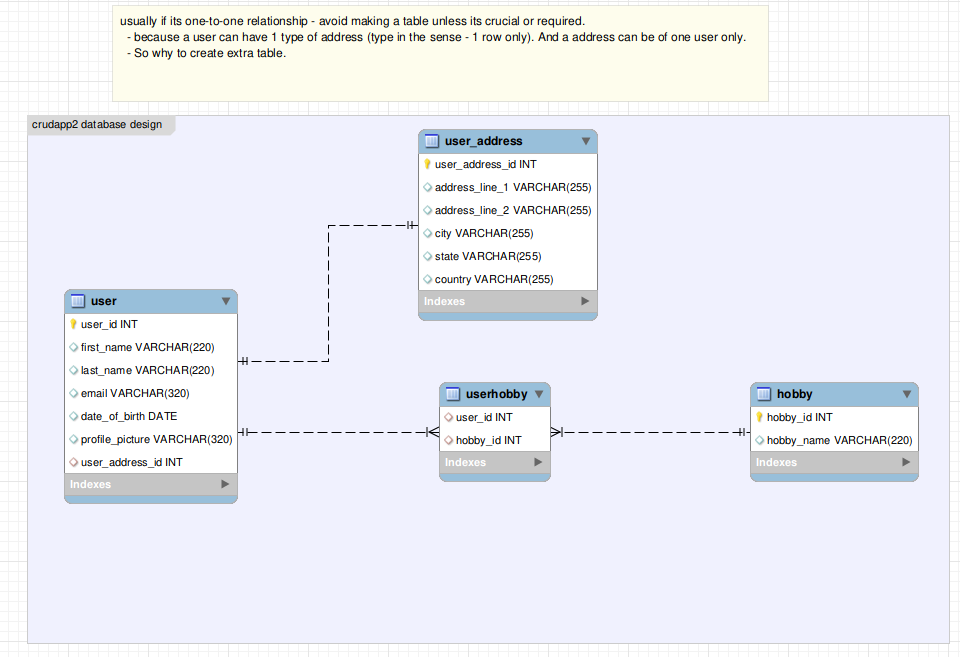 usually if its one-to-one relationship - avoid making a table unless its crucial or required.
- because a user can have 1 type of address (type in the sense - 1 row only). And a address can be of one user only.
- So why to create extra table.
crudapp2 database design
user_address
user_address_id INT
address_line_1 VARCHAR(255)
address_line_2 VARCHAR(255)
city VARCHAR(255)
state VARCHAR(255)
country VARCHAR(255)
Indexes
user
user_id INT
first_name VARCHAR(220)
last_name VARCHAR(220)
email VARCHAR(320)
date_of_birth DATE
profile_picture VARCHAR(320)
user_address_id INT
Indexes
userhobby
user_id INT
hobby_id INT
Indexes
hobby
hobby_id INT
hobby_name VARCHAR(220)
Indexes